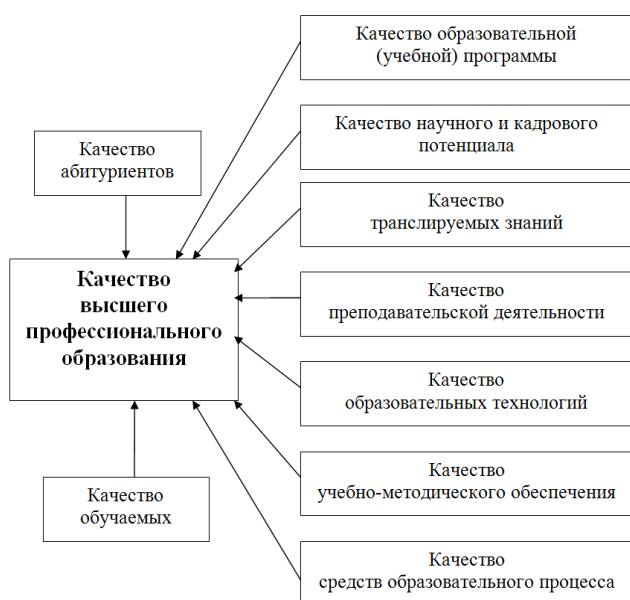 Качество образовательной
(учебной) программы
Качество научного и кадрового
потенциала
Качество
абитуриентов
Качество
транслируемых знаний
Качество
высшего
профессионального
образования
Качество
преподавательской деятельности
Качество
образовательных технологий
Качество
учебно-методического обеспечения
Качество
обучаемых
Качество
средств образовательного процесса